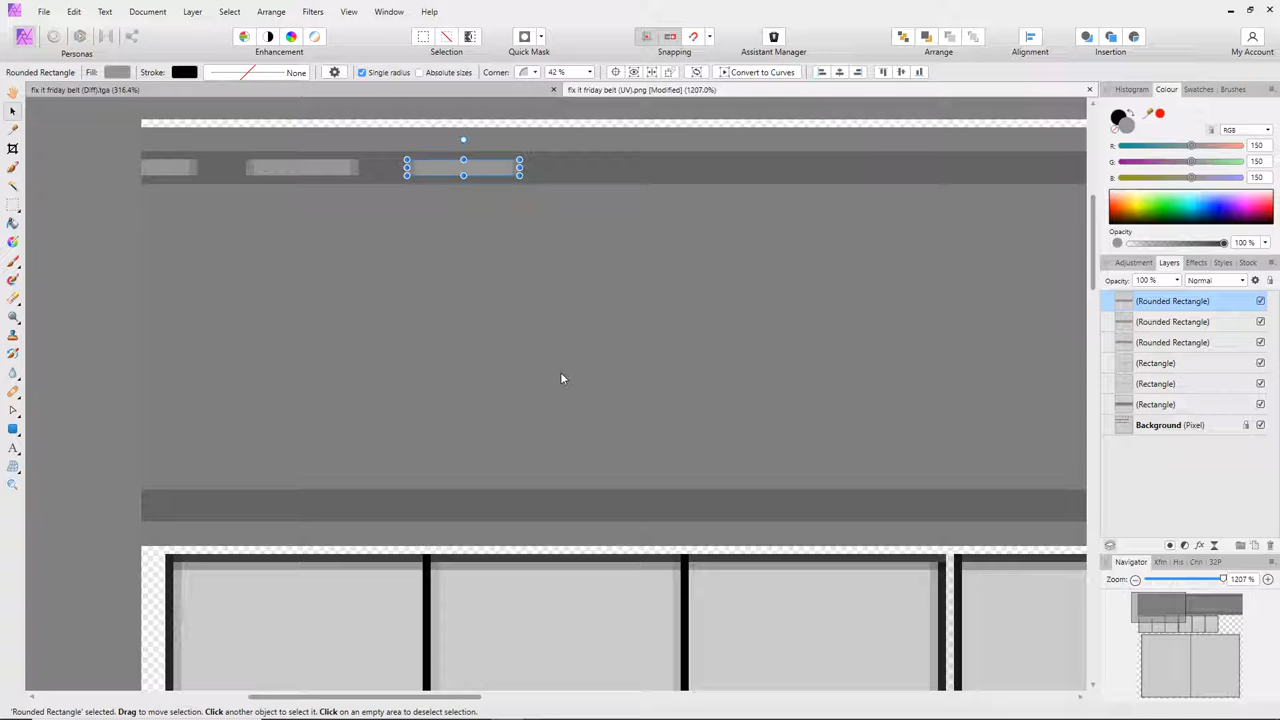 File Edit Text Document Layer Select Arrange Filters View Window Help
Personas Enhancement Selection Quick Mask Snapping Assistant Manager Arrange Alignment Insertion My Account
Rounded Rectangle Fill: Stroke: None Single radius Absolute sizes Corner: 42 % Convert to Curves
fix it friday belt (Diff).tga (316.4%) fix it friday belt (UV).png [Modified] (1207.0%)
Histogram Colour Swatches Brushes
RGB
R: 150
G: 150
B: 150
Opacity
100 %
Adjustment Layers Effects Styles Stock
Opacity: 100 % Normal
(Rounded Rectangle)
(Rounded Rectangle)
(Rounded Rectangle)
(Rectangle)
(Rectangle)
(Rectangle)
Background (Pixel)
Navigator Xfm His Cnn 32P
Zoom: 1207 %
'Rounded Rectangle' selected. Drag to move selection. Click another object to select it. Click on an empty area to deselect selection.